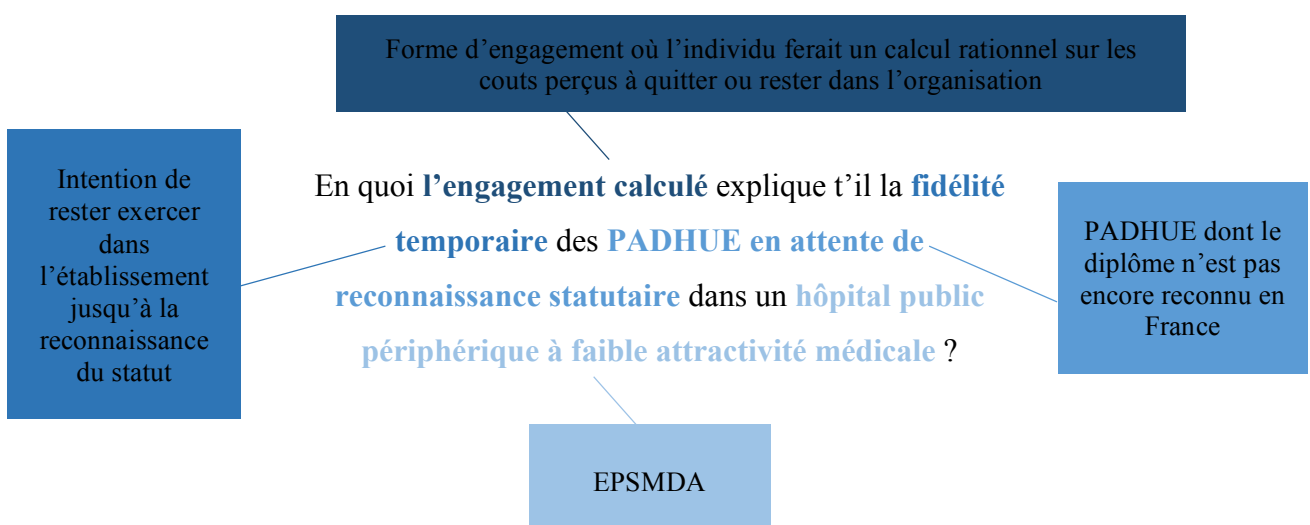 Forme d’engagement où l’individu ferait un calcul rationnel sur les
couts perçus à quitter ou rester dans l’organisation
Intention de
rester exercer
dans
l’établissement
jusqu’à la
reconnaissance
du statut
En quoi l’engagement calculé explique t’il la fidélité
temporaire des PADHUE en attente de
reconnaissance statutaire dans un hôpital public
périphérique à faible attractivité médicale ?
PADHUE dont le
diplôme n’est pas
encore reconnu en
France
EPSMDA